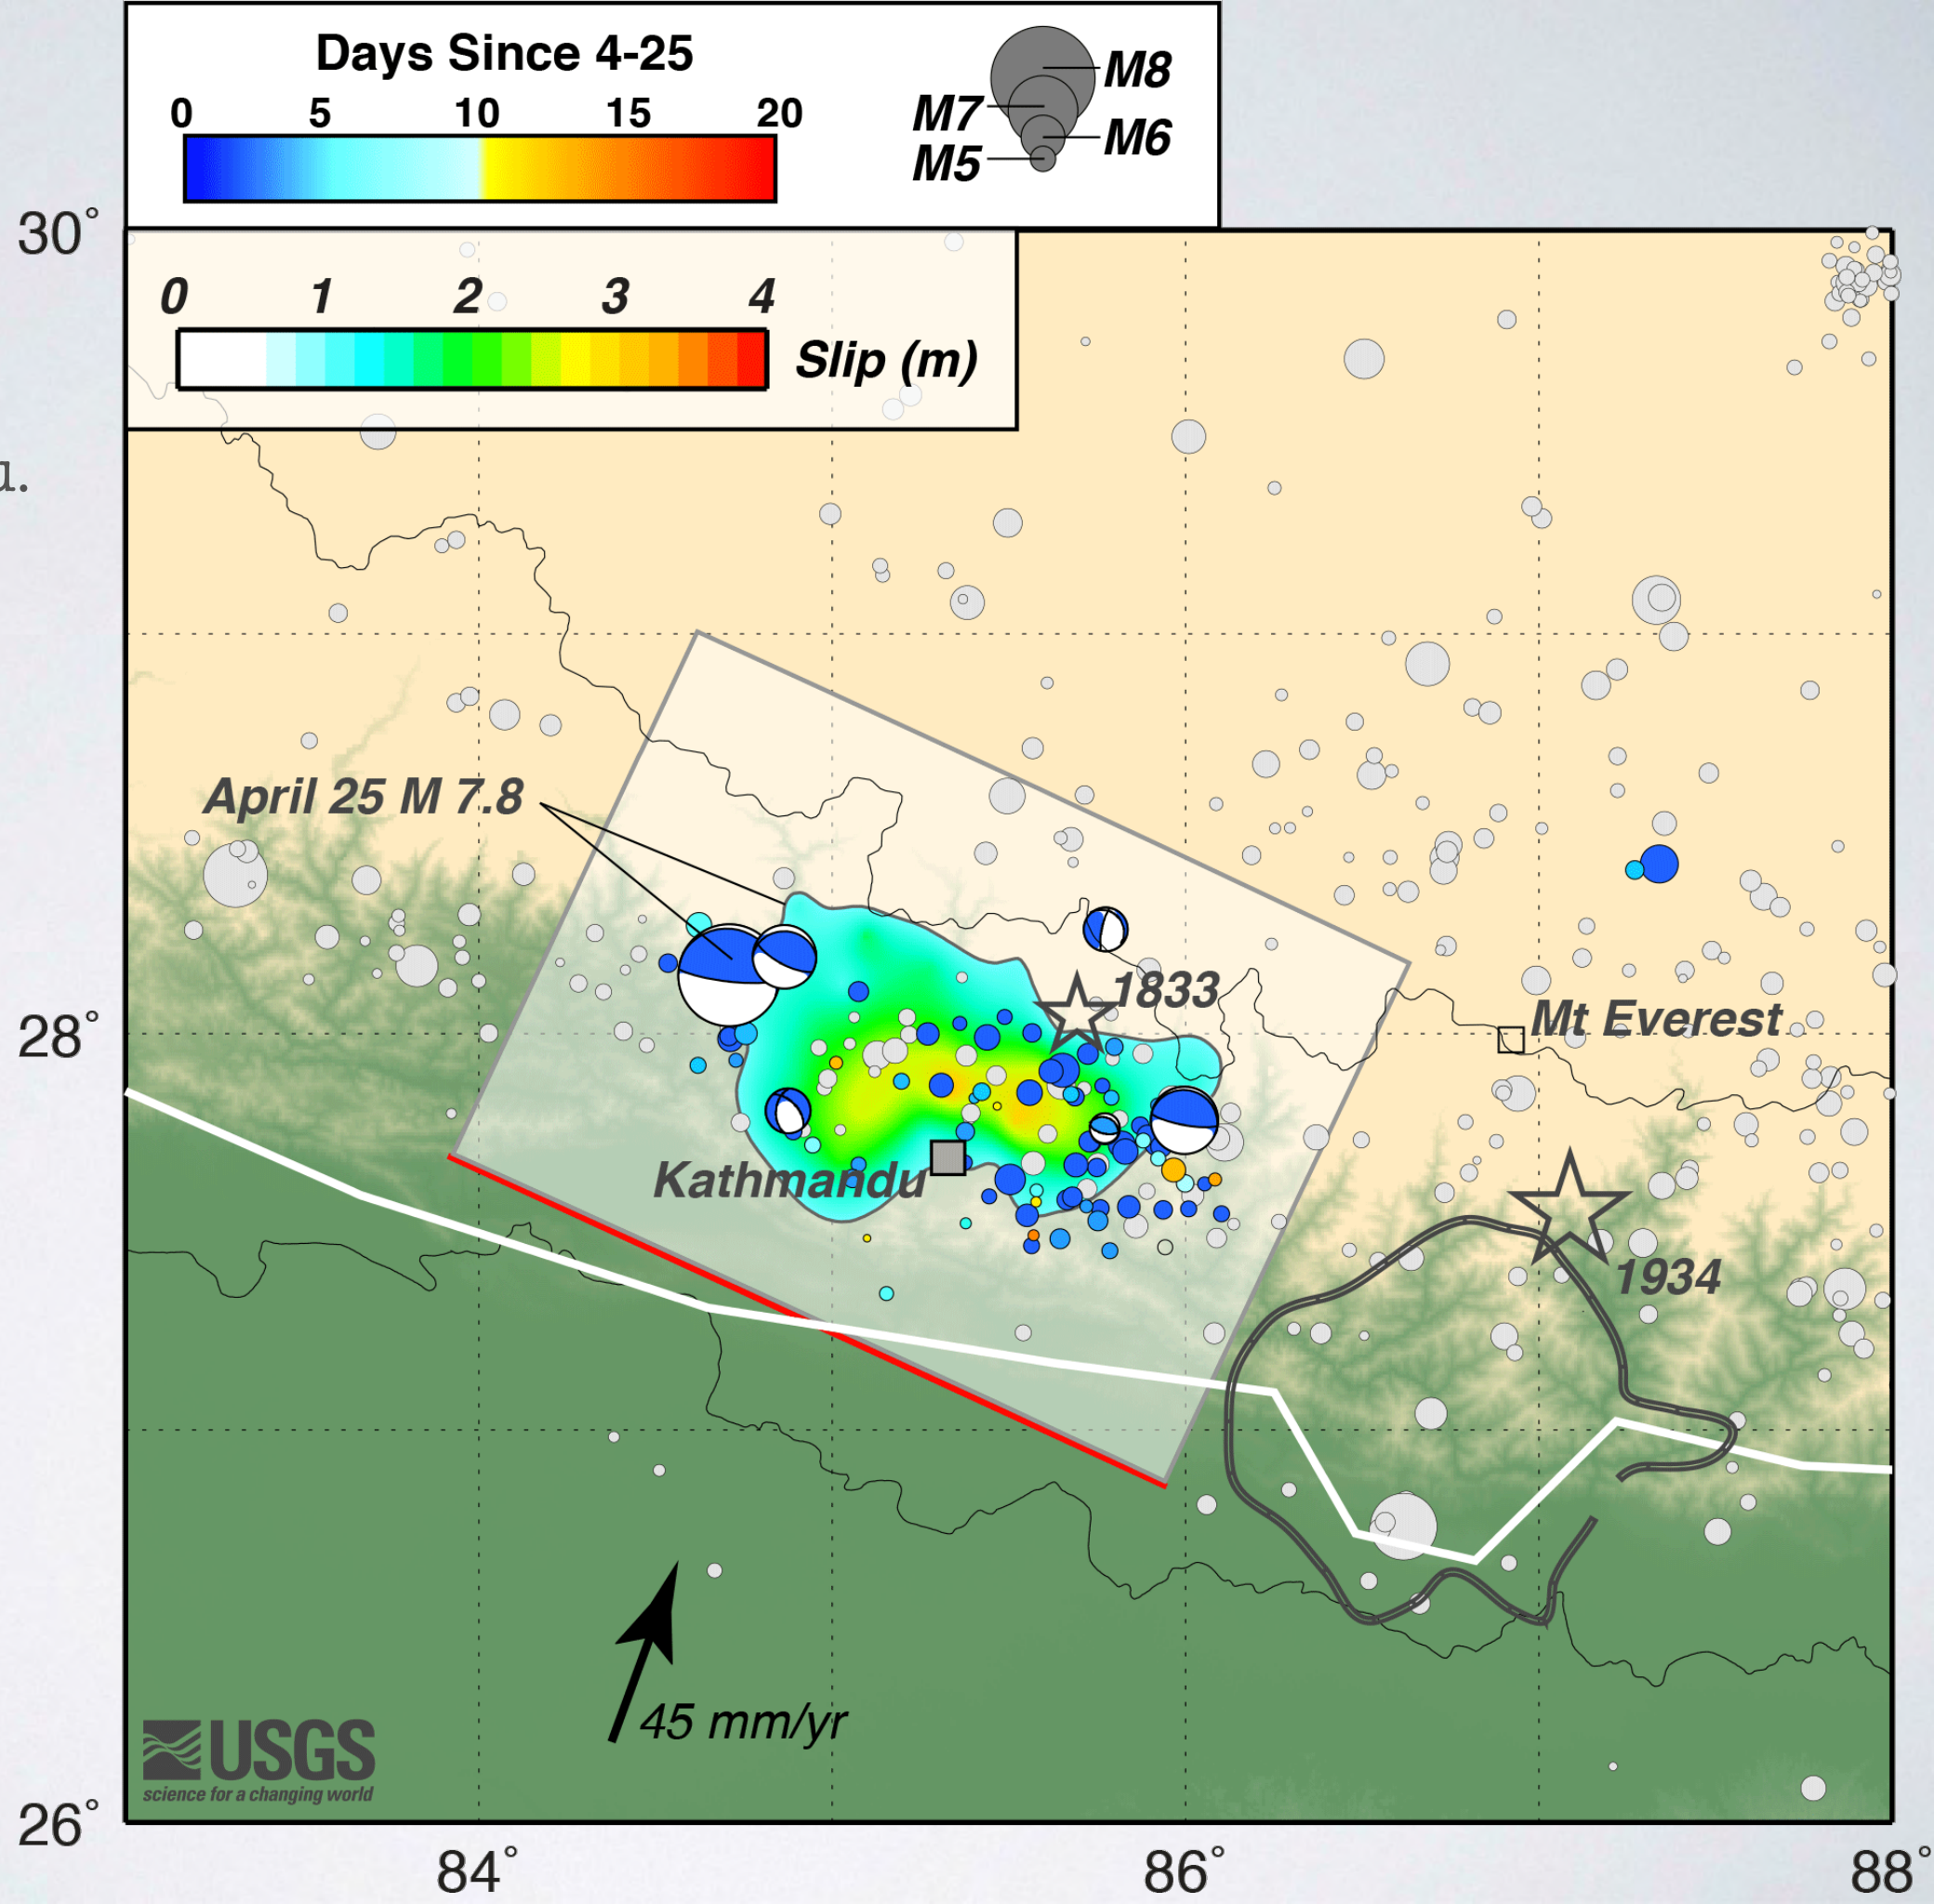 Days Since 4-25
0 5 10 15 20
M8
M7
M6
M5
30°
0 1 2 3 4
Slip (m)
April 25 M 7.8
1833
28°
Mt Everest
Kathmandu
1934
45 mm/yr
USGS
science for a changing world
26°
84° 86° 88°